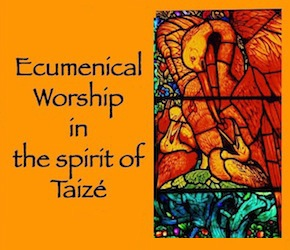 Ecumenical
Worship
in
the spirit of
Taizé